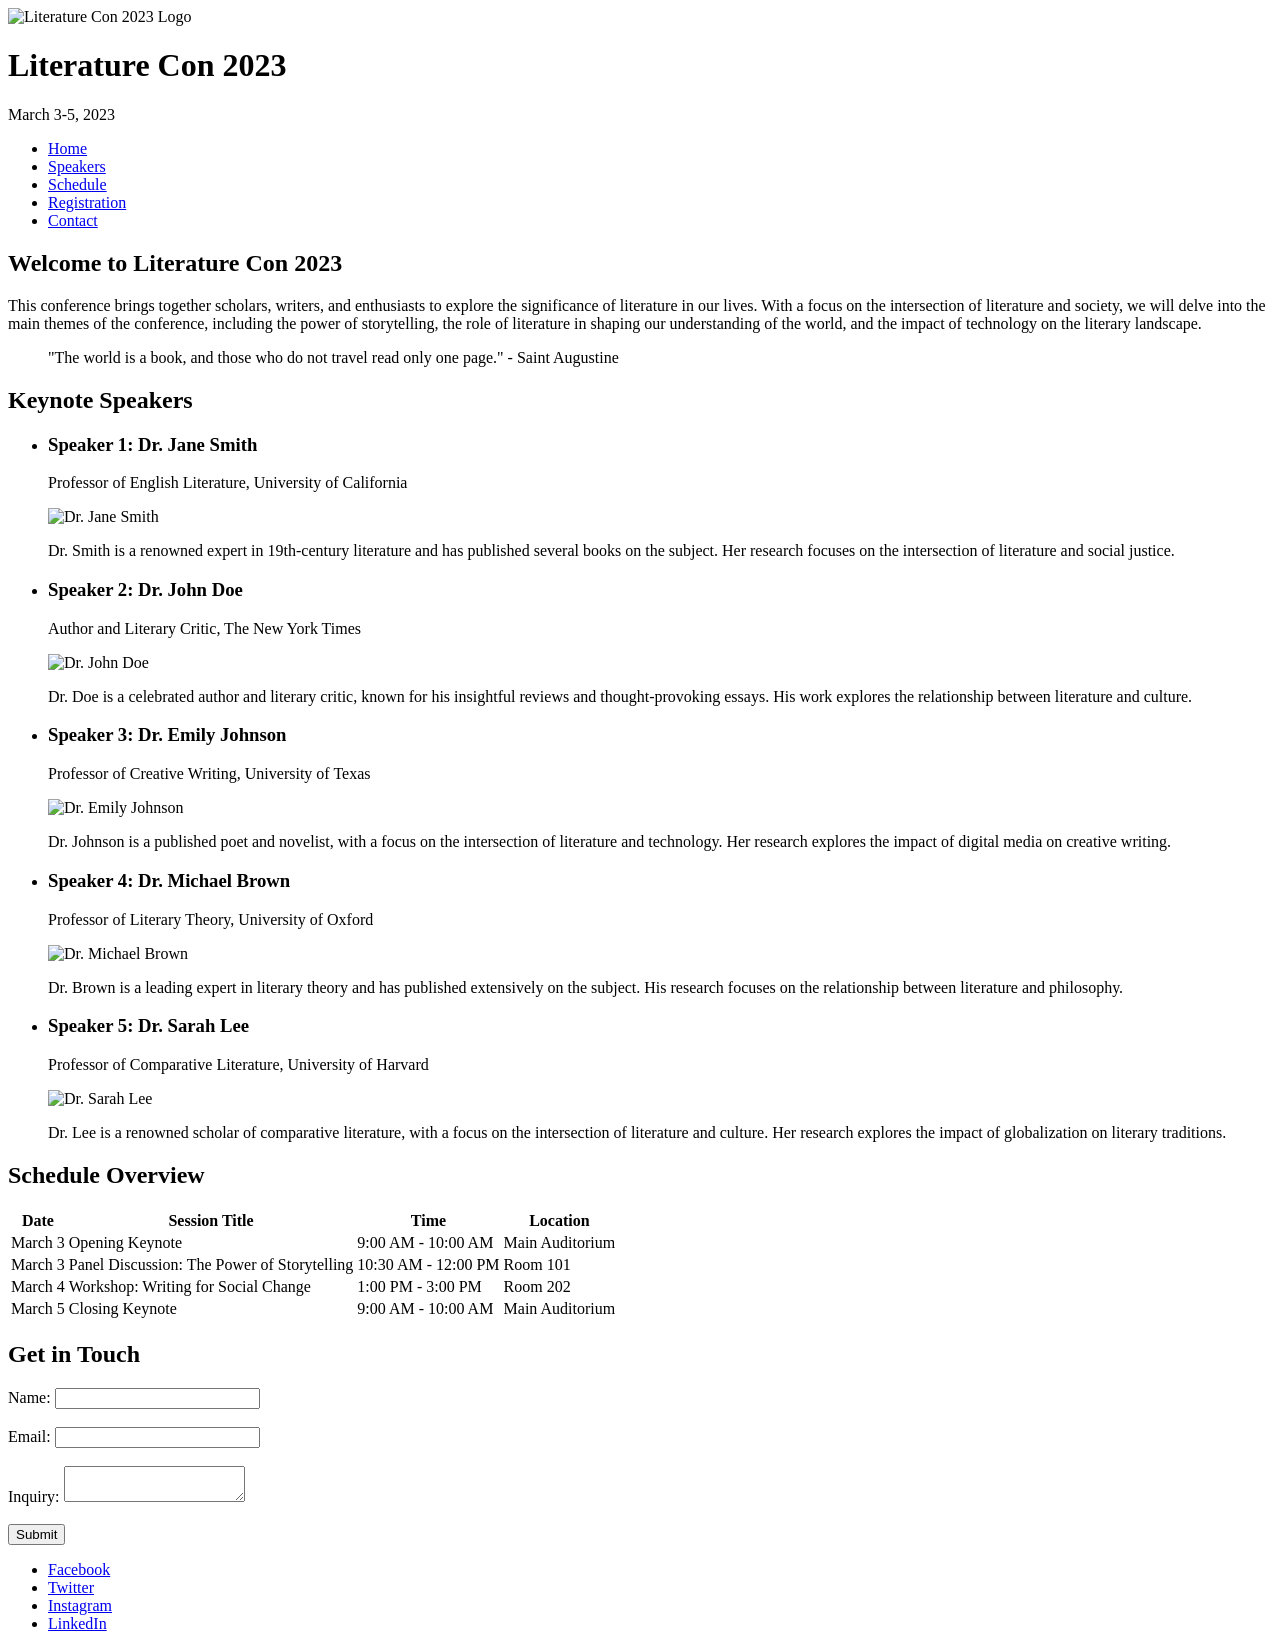 Literature Con 2023 Logo
Literature Con 2023
March 3-5, 2023
Home
Speakers
Schedule
Registration
Contact
Welcome to Literature Con 2023
This conference brings together scholars, writers, and enthusiasts to explore the significance of literature in our lives. With a focus on the intersection of literature and society, we will delve into the
main themes of the conference, including the power of storytelling, the role of literature in shaping our understanding of the world, and the impact of technology on the literary landscape.
"The world is a book, and those who do not travel read only one page." - Saint Augustine
Keynote Speakers
Speaker 1: Dr. Jane Smith
Professor of English Literature, University of California
Dr. Jane Smith
Dr. Smith is a renowned expert in 19th-century literature and has published several books on the subject. Her research focuses on the intersection of literature and social justice.
Speaker 2: Dr. John Doe
Author and Literary Critic, The New York Times
Dr. John Doe
Dr. Doe is a celebrated author and literary critic, known for his insightful reviews and thought-provoking essays. His work explores the relationship between literature and culture.
Speaker 3: Dr. Emily Johnson
Professor of Creative Writing, University of Texas
Dr. Emily Johnson
Dr. Johnson is a published poet and novelist, with a focus on the intersection of literature and technology. Her research explores the impact of digital media on creative writing.
Speaker 4: Dr. Michael Brown
Professor of Literary Theory, University of Oxford
Dr. Michael Brown
Dr. Brown is a leading expert in literary theory and has published extensively on the subject. His research focuses on the relationship between literature and philosophy.
Speaker 5: Dr. Sarah Lee
Professor of Comparative Literature, University of Harvard
Dr. Sarah Lee
Dr. Lee is a renowned scholar of comparative literature, with a focus on the intersection of literature and culture. Her research explores the impact of globalization on literary traditions.
Schedule Overview
Date Session Title Time Location
March 3 Opening Keynote 9:00 AM - 10:00 AM Main Auditorium
March 3 Panel Discussion: The Power of Storytelling 10:30 AM - 12:00 PM Room 101
March 4 Workshop: Writing for Social Change 1:00 PM - 3:00 PM Room 202
March 5 Closing Keynote 9:00 AM - 10:00 AM Main Auditorium
Get in Touch
Name:
Email:
Inquiry:
Submit
Facebook
Twitter
Instagram
LinkedIn